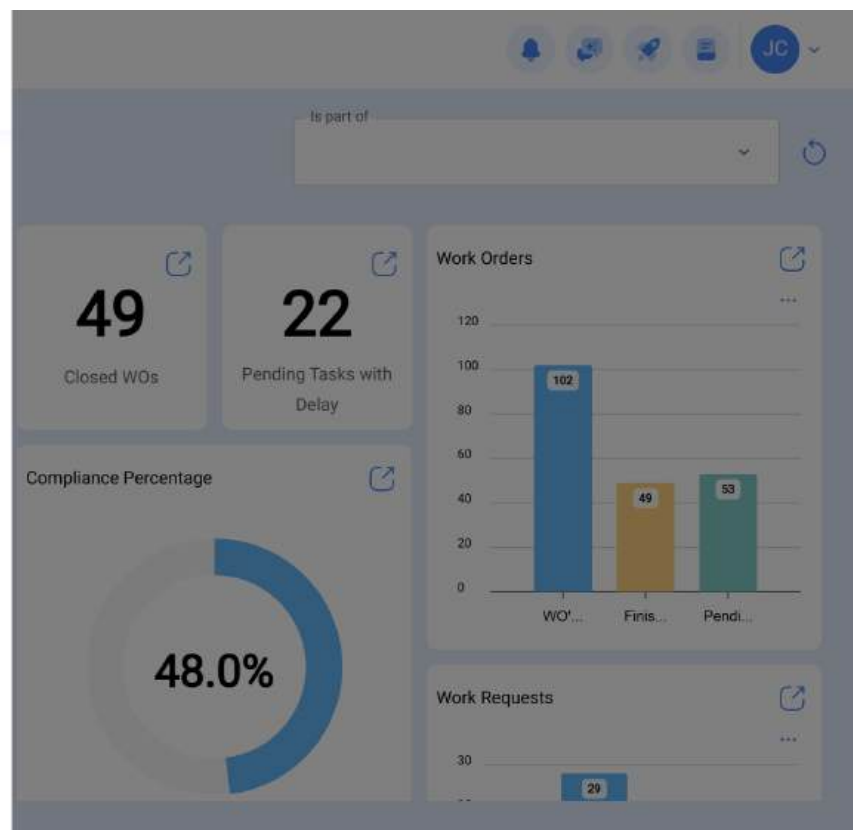 JC
Is part of
49
Closed WOs
22
Pending Tasks with
Delay
Work Orders
...
120
100
80
60
40
20
0
102
49
53
WO'...
Finis...
Pendi...
Compliance Percentage
48.0%
Work Requests
...
30
29